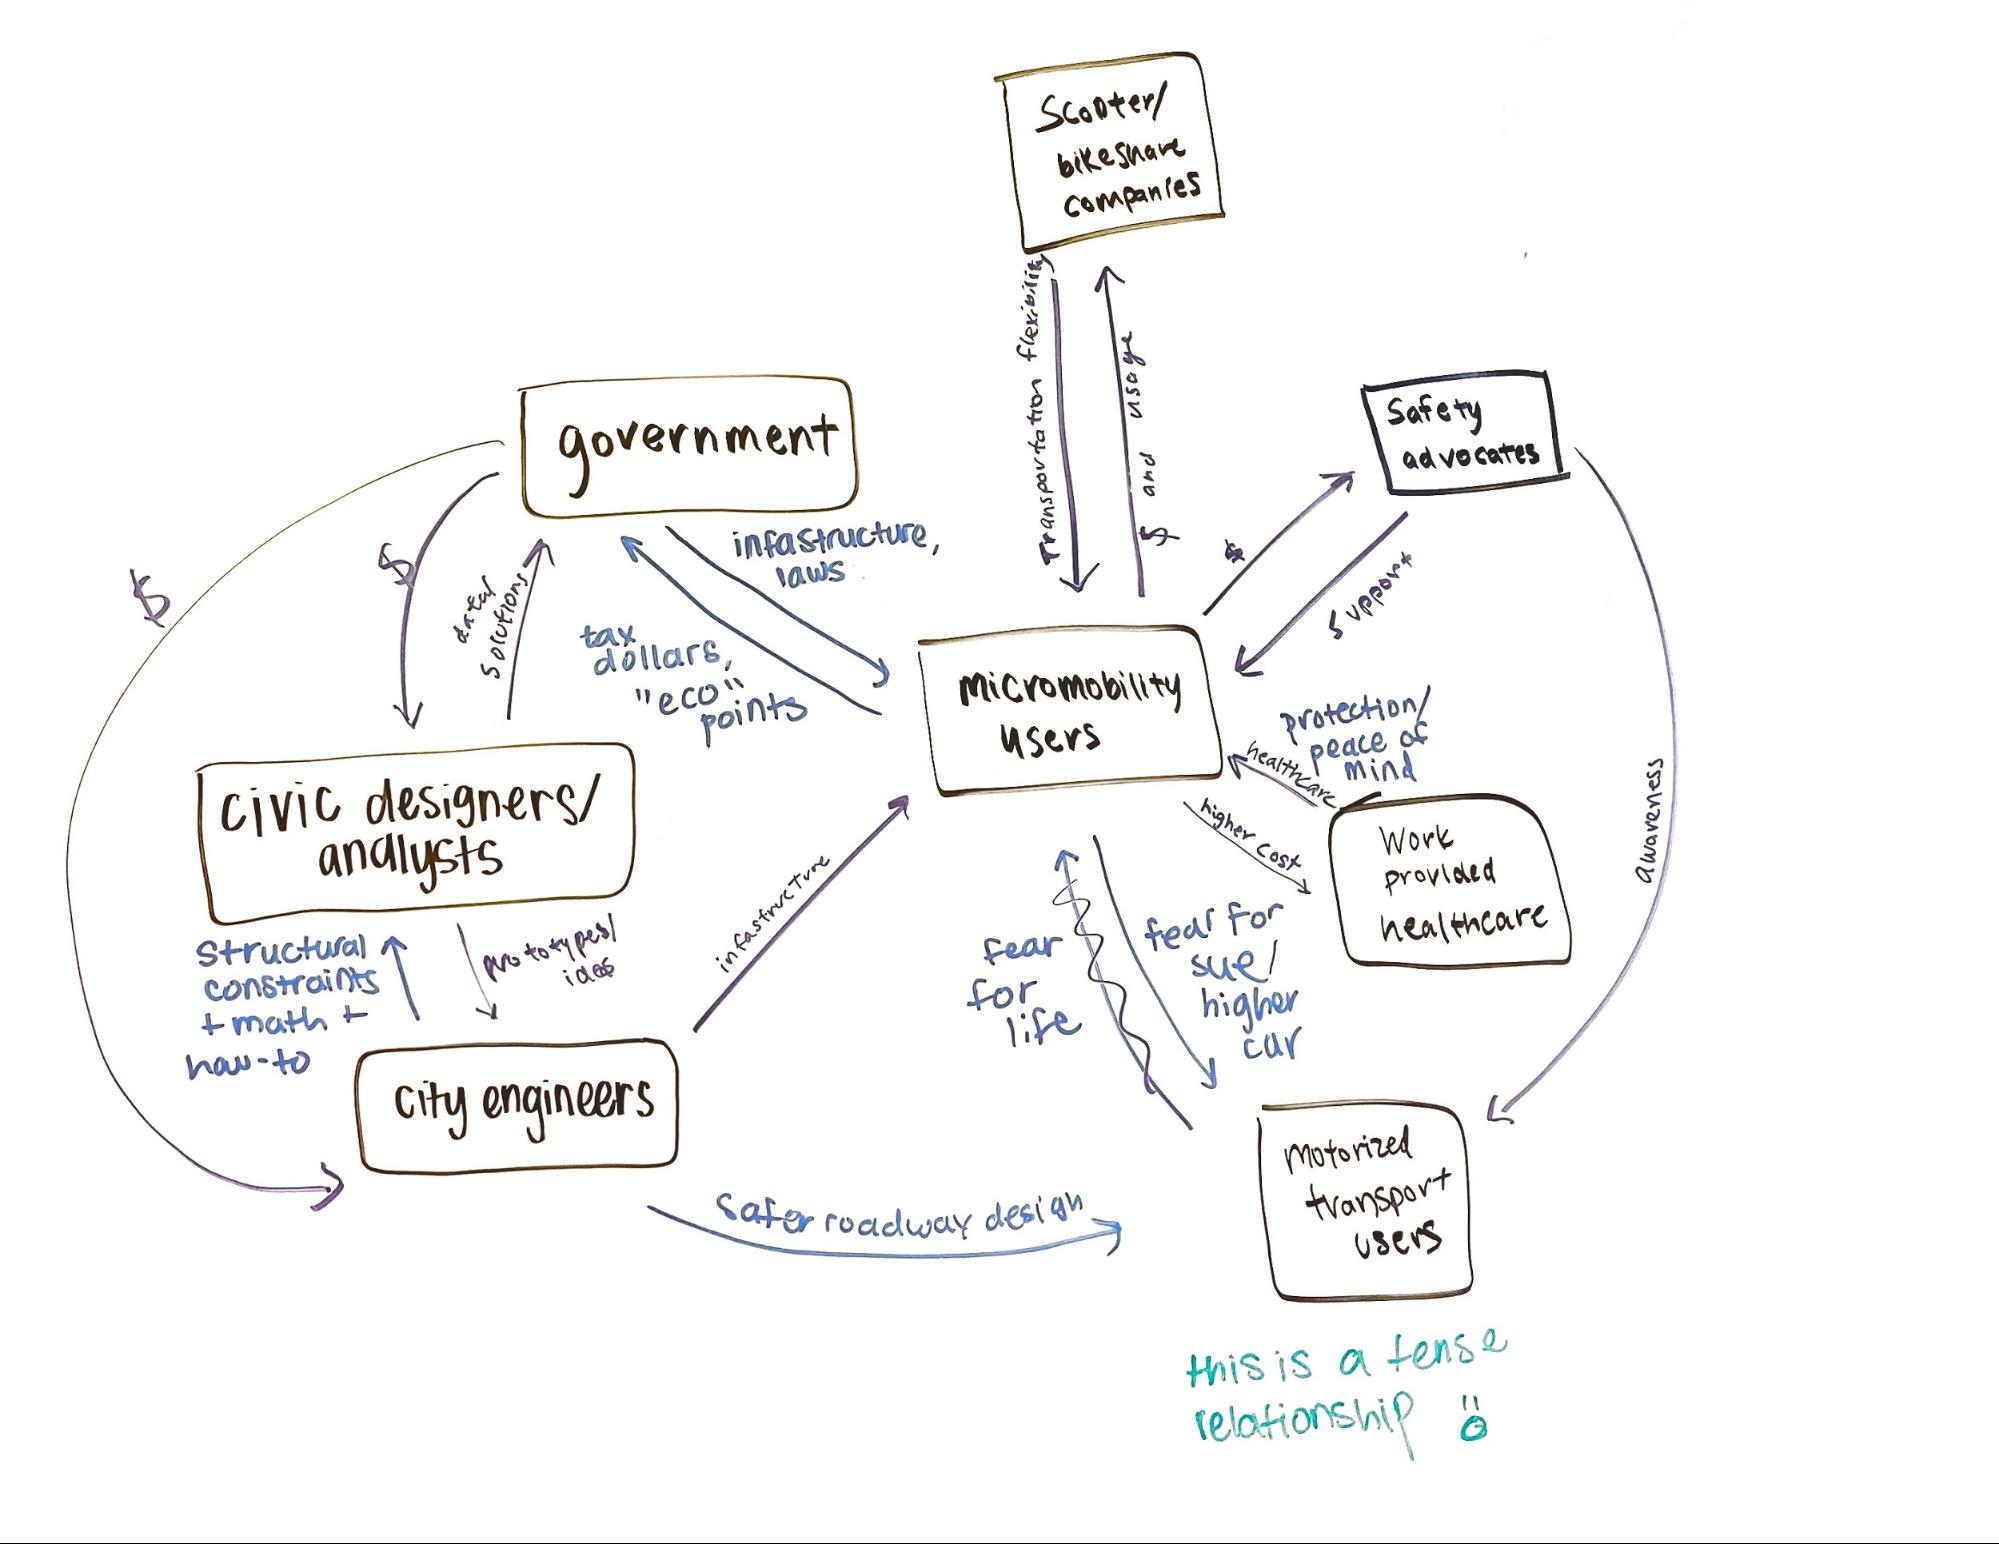 Scooter/
bikeshare
companies
Transportation flexibility
$ and usage
government
Safety
advocates
$
$
data/
solutions
infastructure,
laws
tax
dollars,
"eco"
points
$
support
micromobility
users
protection/
peace of
mind
healthcare
higher cost
Work
provided
healthcare
awareness
civic designers/
analysts
structural
constraints
+ math +
how-to
prototypes/
ideas
infastructure
fear
for
life
fear for
sue/
higher
car
city engineers
safer roadway design
motorized
transport
users
this is a tense
relationship